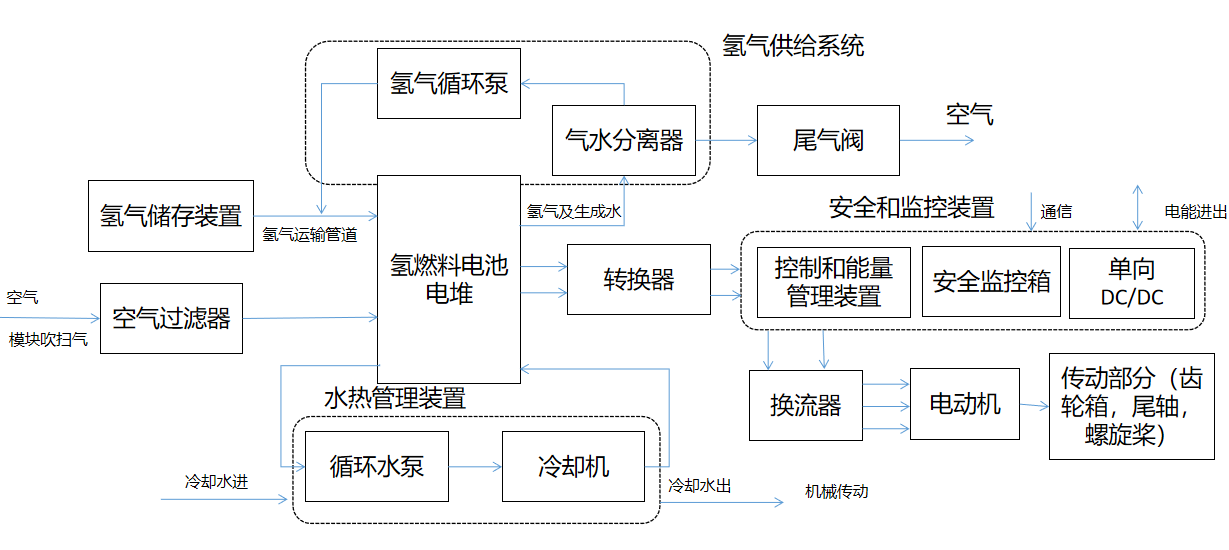 氢气供给系统
氢气循环泵
气水分离器
尾气阀
空气
氢气储存装置
氢气运输管道
氢气及生成水
安全和监控装置
通信
电能进出
氢燃料电池
电堆
转换器
控制和能量
管理装置
安全监控箱
单向
DC/DC
空气
模块吹扫气
空气过滤器
水热管理装置
换流器
电动机
传动部分（齿
轮箱，尾轴，
螺旋桨）
循环水泵
冷却机
冷却水进
冷却水出
机械传动